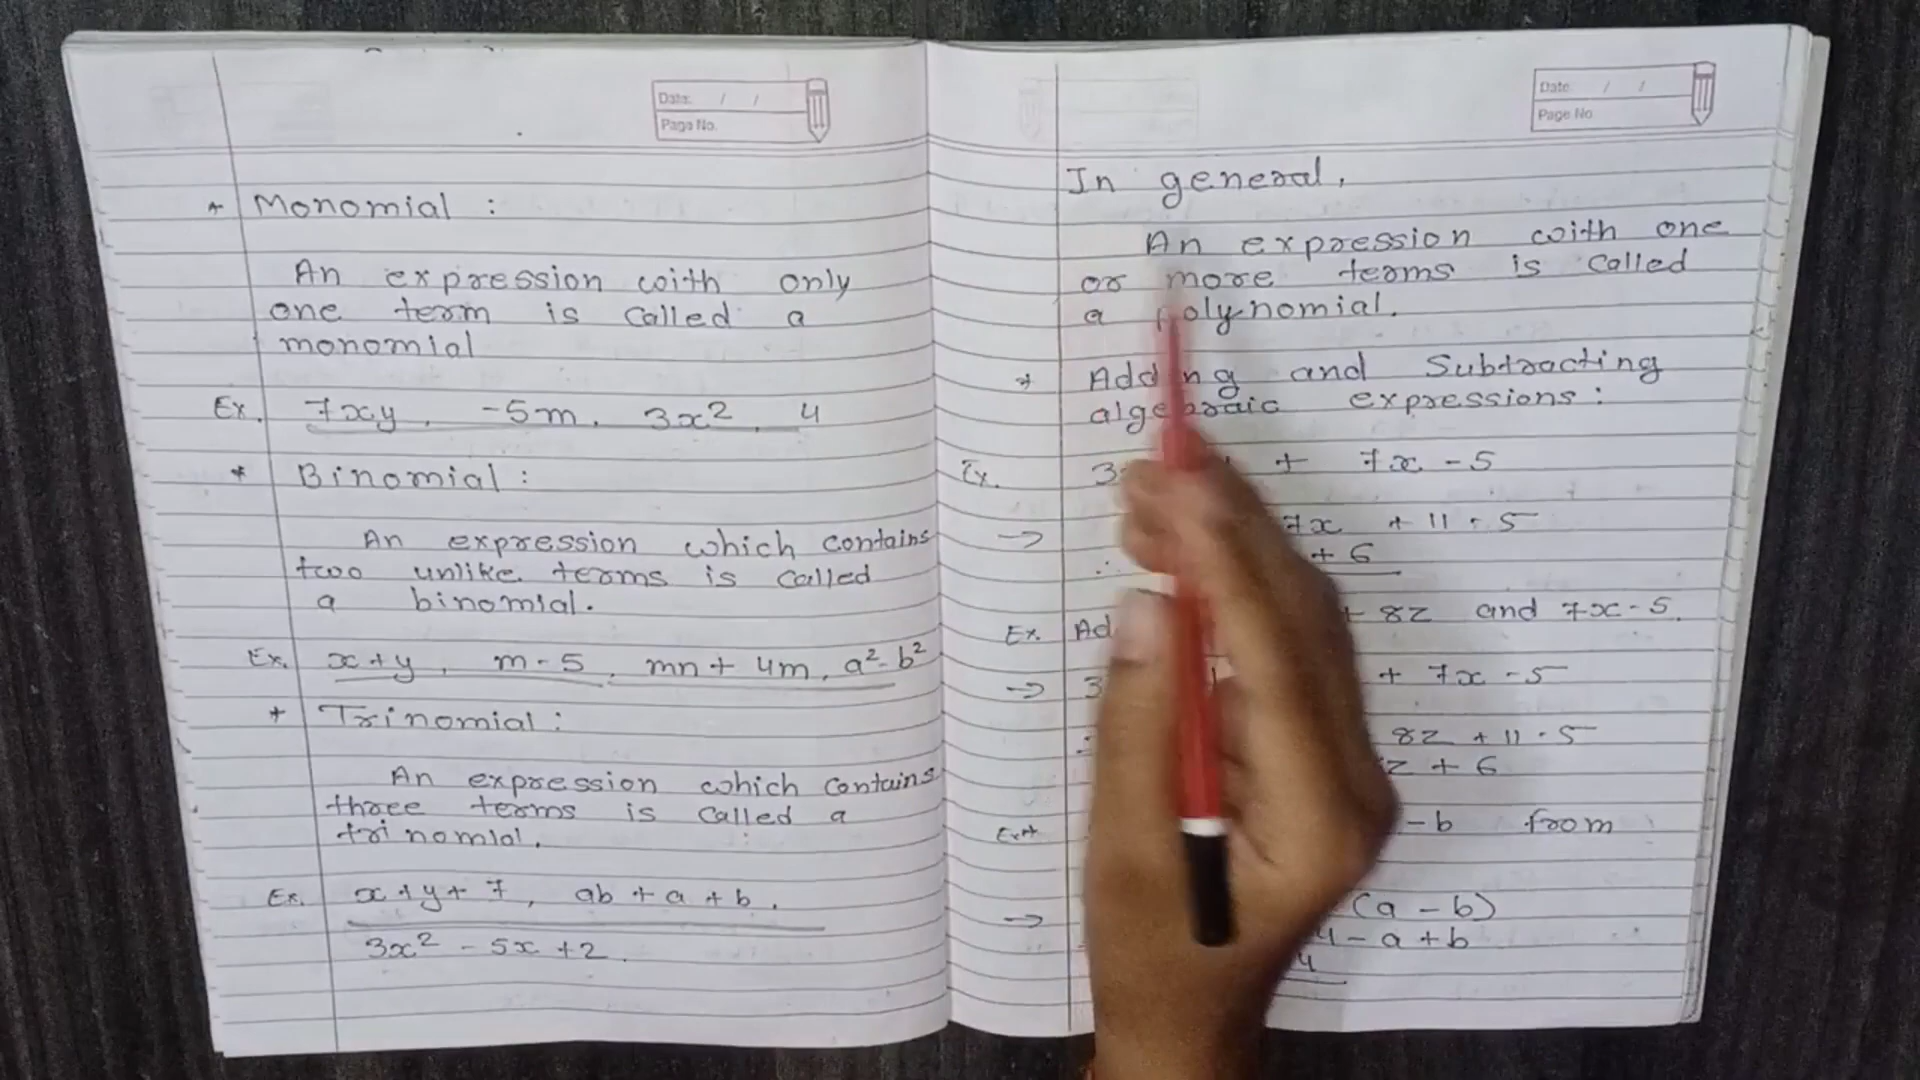 Date: / /
Page No.
* Monomial :
An expression with only
one term is called a
monomial
Ex. 7xy, -5m, 3x², 4
* Binomial :
An expression which contains
two unlike terms is called
a binomial.
Ex. x+y, m-5, mn+4m, a²-b²
* Trinomial :
An expression which contains
three terms is called a
trinomial.
Ex. x+y+7, ab+a+b,
3x²-5x+2.
Date / /
Page No
In general,
An expression with one
or more terms is called
a polynomial.
* Adding and Subtracting
algebraic expressions :
Ex. 3 + 7x-5
→ 7x + 11-5
∴ + 6
Ex. Ad + 8z and 7x-5.
→ 3 + 7x-5
8z + 11-5
z + 6
-b from
→ (a-b)
4-a+b
4